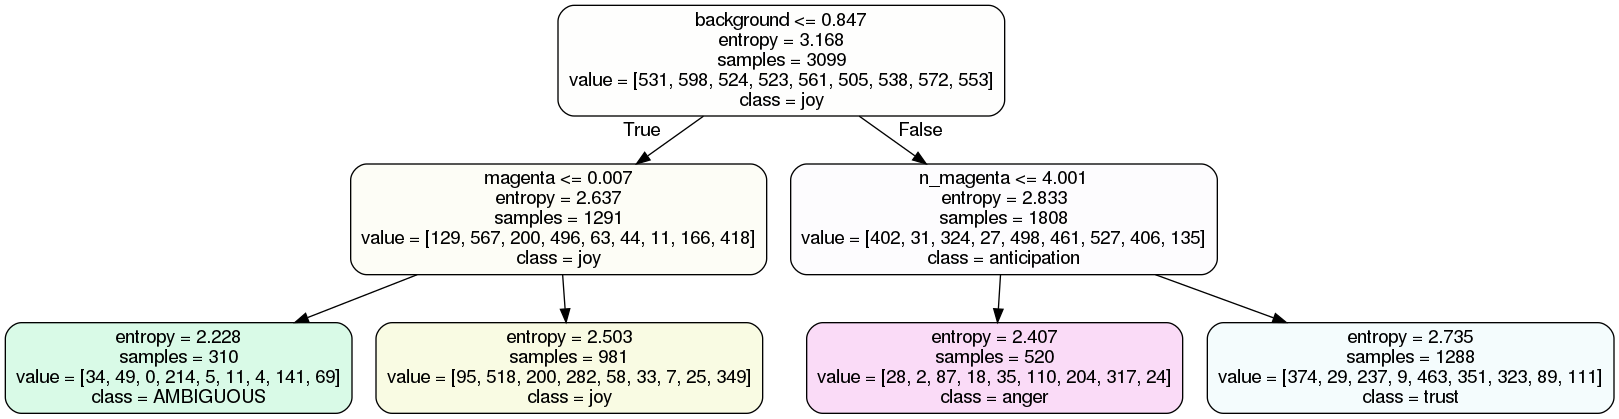 background <= 0.847
entropy = 3.168
samples = 3099
value = [531, 598, 524, 523, 561, 505, 538, 572, 553]
class = joy
True
False
magenta <= 0.007
entropy = 2.637
samples = 1291
value = [129, 567, 200, 496, 63, 44, 11, 166, 418]
class = joy
n_magenta <= 4.001
entropy = 2.833
samples = 1808
value = [402, 31, 324, 27, 498, 461, 527, 406, 135]
class = anticipation
entropy = 2.228
samples = 310
value = [34, 49, 0, 214, 5, 11, 4, 141, 69]
class = AMBIGUOUS
entropy = 2.503
samples = 981
value = [95, 518, 200, 282, 58, 33, 7, 25, 349]
class = joy
entropy = 2.407
samples = 520
value = [28, 2, 87, 18, 35, 110, 204, 317, 24]
class = anger
entropy = 2.735
samples = 1288
value = [374, 29, 237, 9, 463, 351, 323, 89, 111]
class = trust